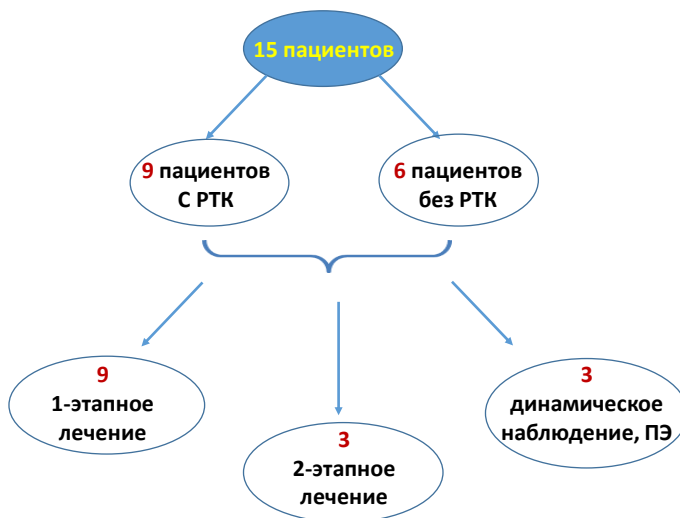 15 пациентов
9 пациентов
С РТК
6 пациентов
без РТК
9
1-этапное
лечение
3
2-этапное
лечение
3
динамическое
наблюдение, ПЭ